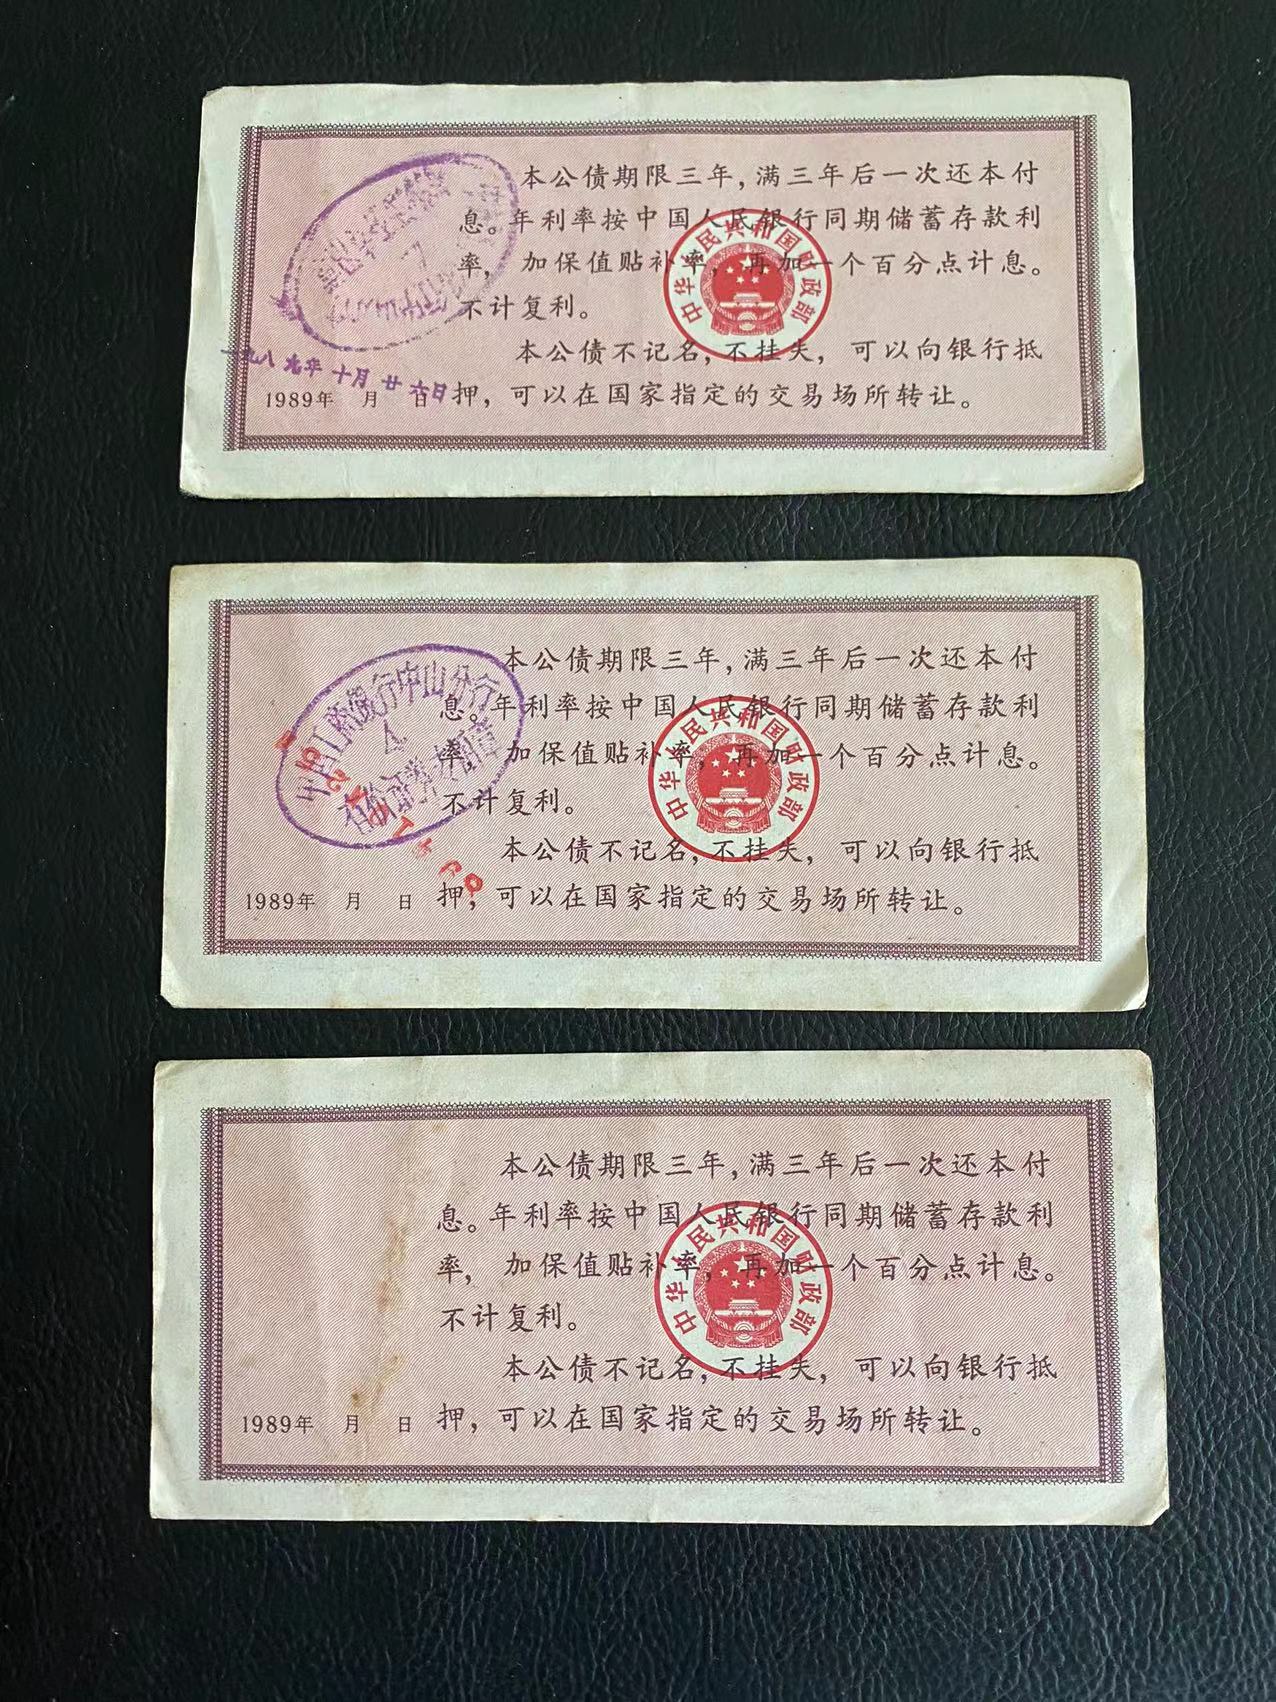 本公债期限三年，满三年后一次还本付
息。年利率按中国人民银行同期储蓄存款利
率，加保值贴补率，再加一个百分点计息。
不计复利。
本公债不记名，不挂失，可以向银行抵
押，可以在国家指定的交易场所转让。
中华人民共和国财政部
7
一九八九年十月廿六日
1989年 月 日
本公债期限三年，满三年后一次还本付
息。年利率按中国人民银行同期储蓄存款利
率，加保值贴补率，再加一个百分点计息。
不计复利。
本公债不记名，不挂失，可以向银行抵
押，可以在国家指定的交易场所转让。
中华人民共和国财政部
中国工商银行中山分行
4
1989年 月 日
本公债期限三年，满三年后一次还本付
息。年利率按中国人民银行同期储蓄存款利
率，加保值贴补率，再加一个百分点计息。
不计复利。
本公债不记名，不挂失，可以向银行抵
押，可以在国家指定的交易场所转让。
中华人民共和国财政部
1989年 月 日